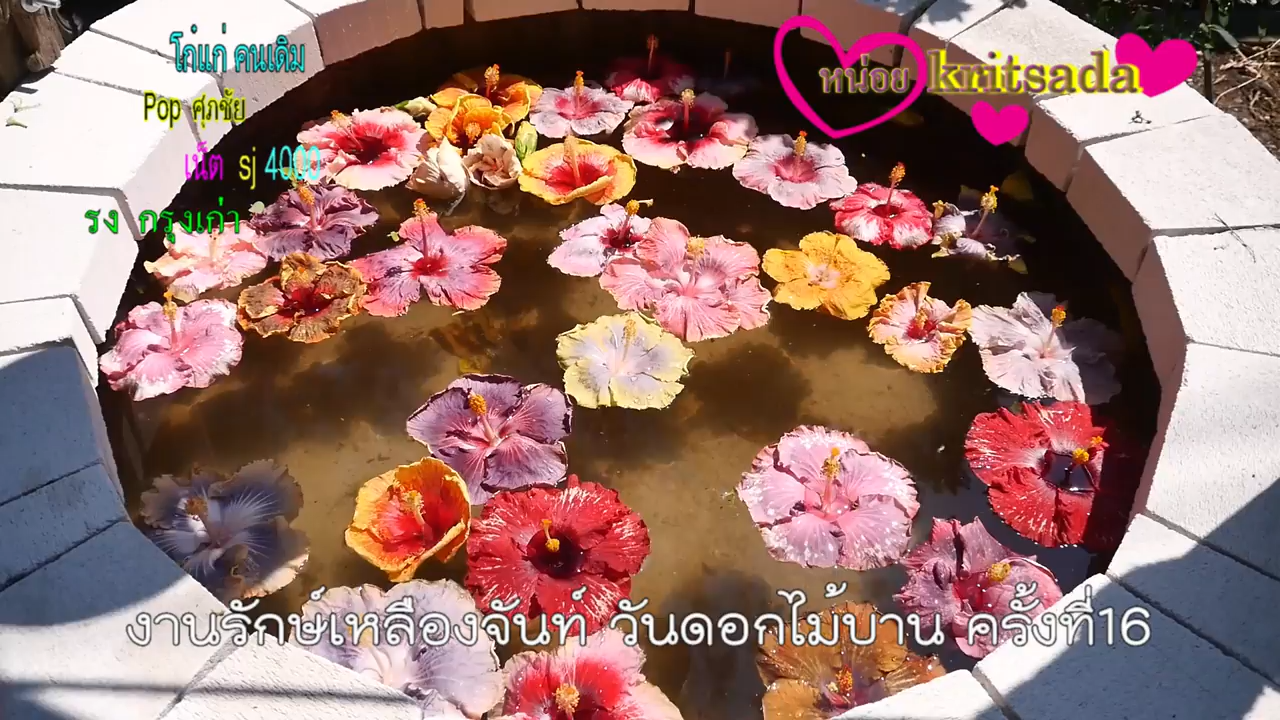 โก๋แก่ คนเดิม
Pop ศุภชัย
เน็ต sj 4000
รง กรุงเก่า
หน่อย kritsada
งานรักษ์เหลืองจันท์ วันดอกไม้บาน ครั้งที่16